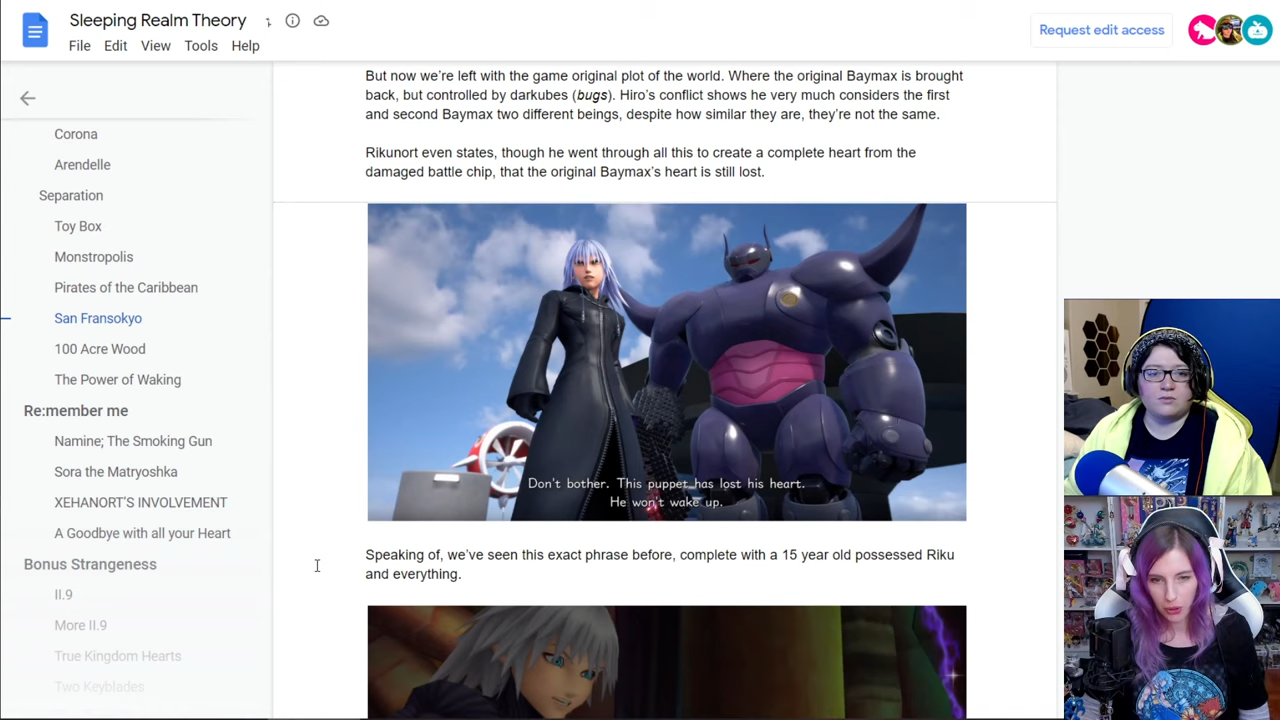 Sleeping Realm Theory
Request edit access
File Edit View Tools Help
Corona
Arendelle
Separation
Toy Box
Monstropolis
Pirates of the Caribbean
San Fransokyo
100 Acre Wood
The Power of Waking
Re:member me
Namine; The Smoking Gun
Sora the Matryoshka
XEHANORT'S INVOLVEMENT
A Goodbye with all your Heart
Bonus Strangeness
II.9
More II.9
True Kingdom Hearts
Two Keyblades
But now we're left with the game original plot of the world. Where the original Baymax is brought
back, but controlled by darkubes (bugs). Hiro's conflict shows he very much considers the first
and second Baymax two different beings, despite how similar they are, they're not the same.
Rikunort even states, though he went through all this to create a complete heart from the
damaged battle chip, that the original Baymax's heart is still lost.
Don't bother. This puppet has lost his heart.
He won't wake up.
Speaking of, we've seen this exact phrase before, complete with a 15 year old possessed Riku
and everything.